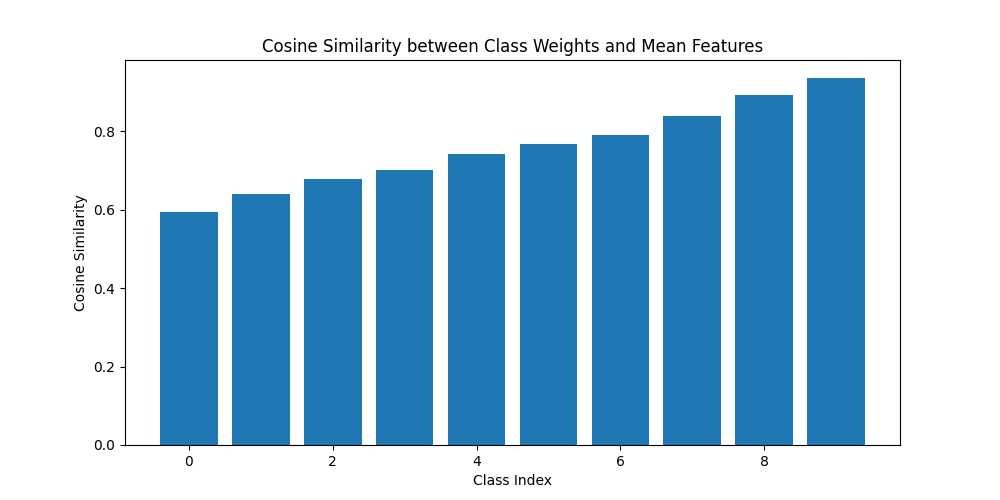 Cosine Similarity between Class Weights and Mean Features
Cosine Similarity
0.8
0.6
0.4
0.2
0.0
0 2 4 6 8
Class Index